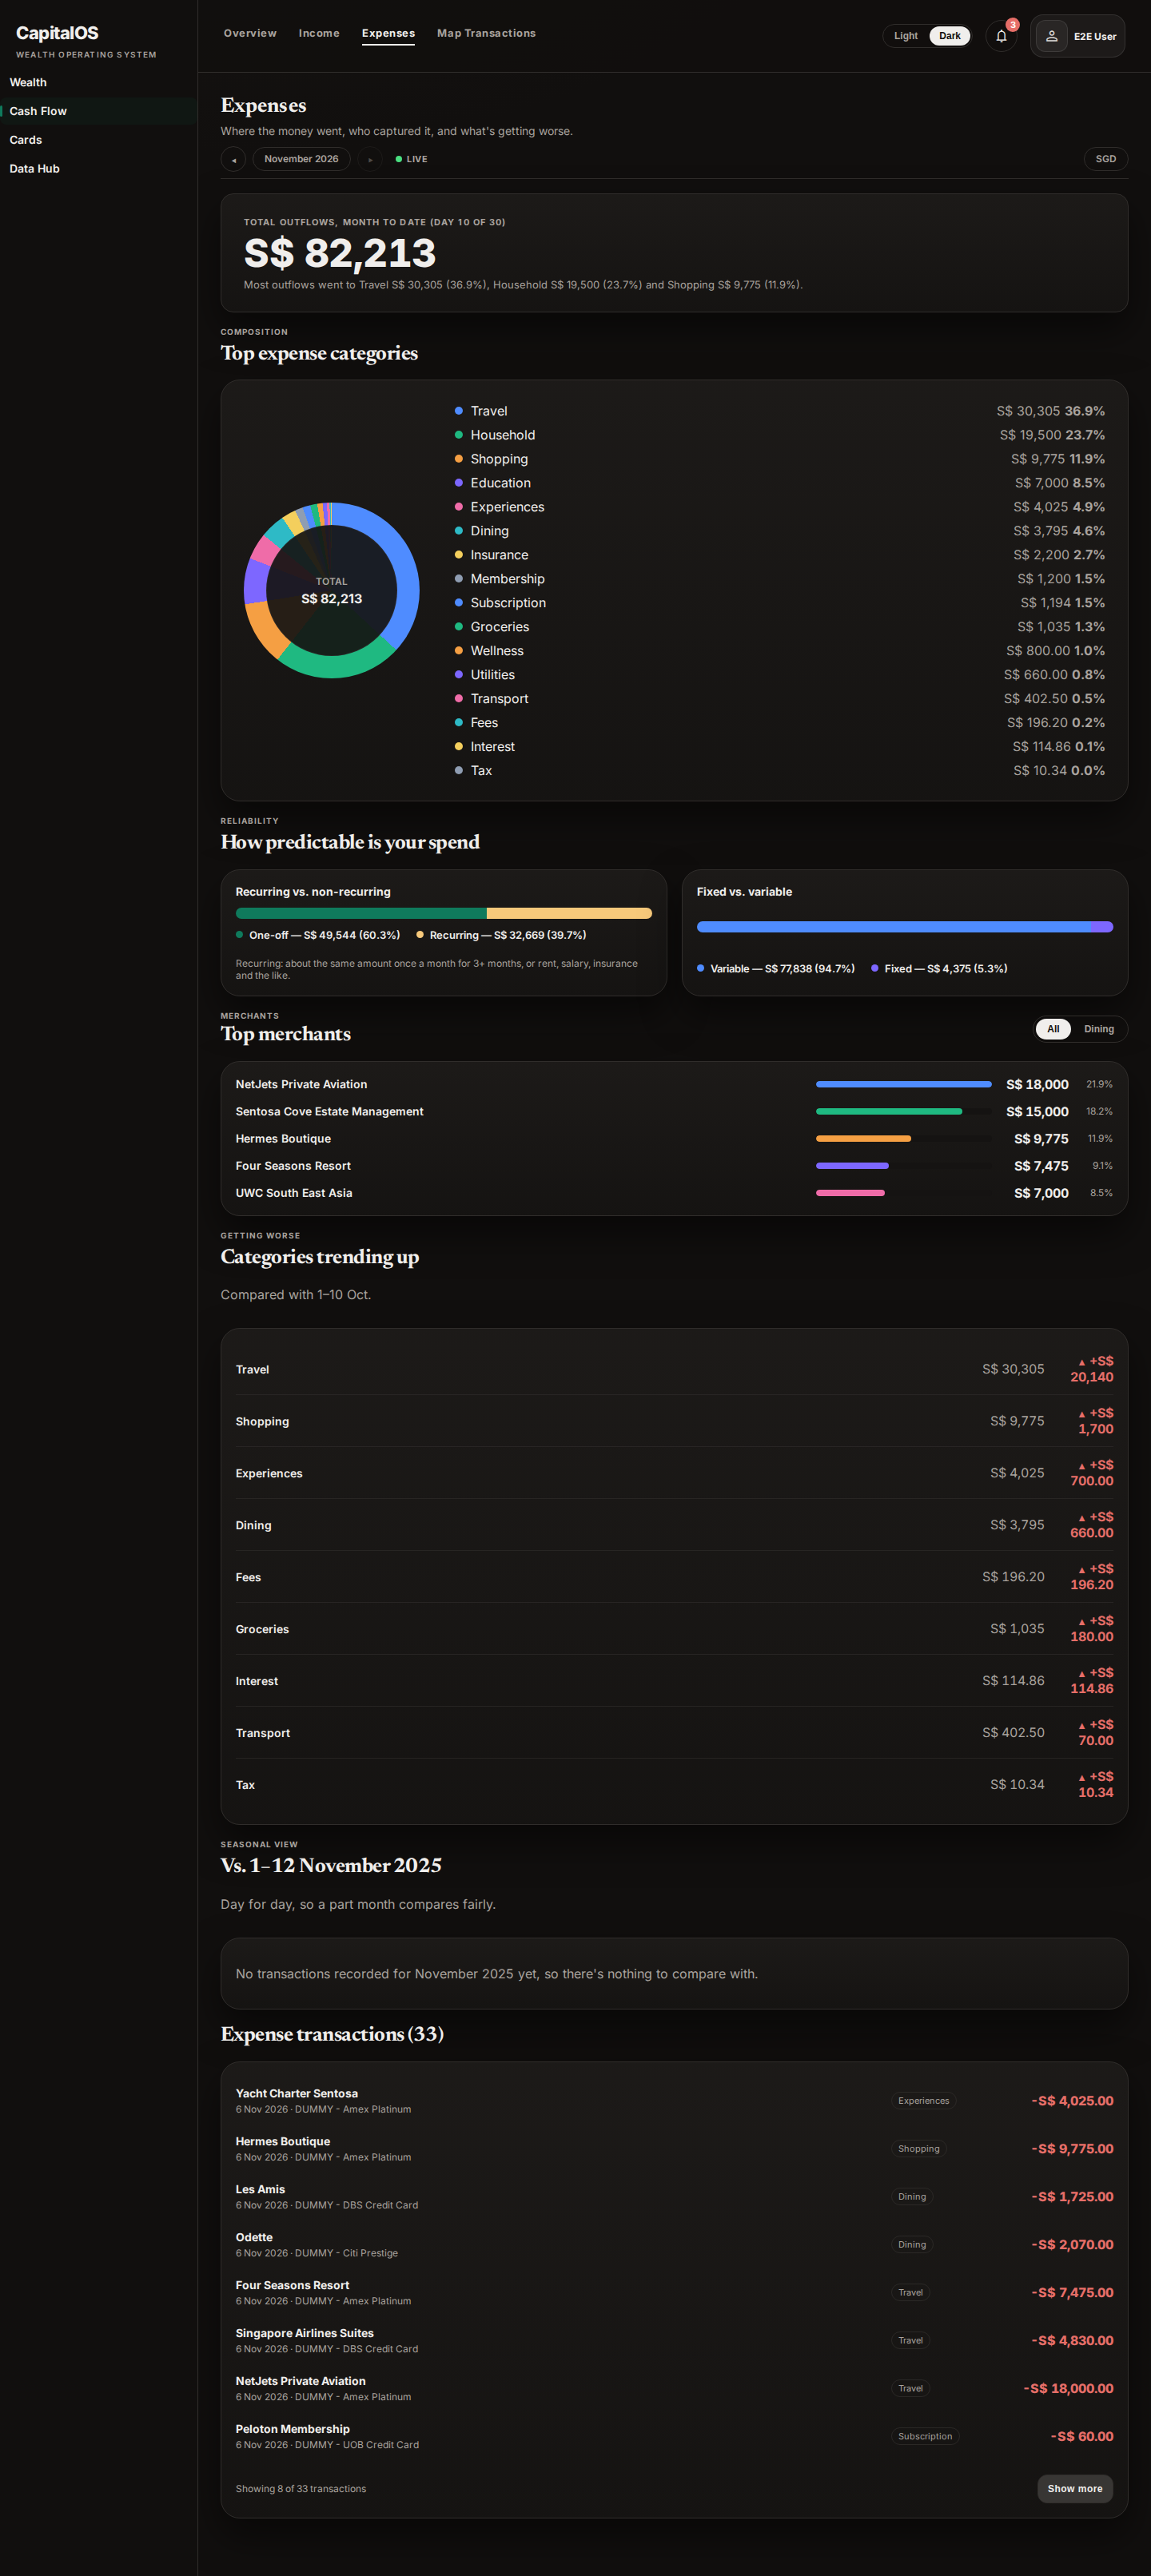 CapitalOS
WEALTH OPERATING SYSTEM
Wealth
Cash Flow
Cards
Data Hub
Overview Income Expenses Map Transactions
Light Dark
3
E2E User
Expenses
Where the money went, who captured it, and what's getting worse.
November 2026
LIVE
SGD
TOTAL OUTFLOWS, MONTH TO DATE (DAY 10 OF 30)
S$ 82,213
Most outflows went to Travel S$ 30,305 (36.9%), Household S$ 19,500 (23.7%) and Shopping S$ 9,775 (11.9%).
COMPOSITION
Top expense categories
TOTAL
S$ 82,213
Travel S$ 30,305 36.9%
Household S$ 19,500 23.7%
Shopping S$ 9,775 11.9%
Education S$ 7,000 8.5%
Experiences S$ 4,025 4.9%
Dining S$ 3,795 4.6%
Insurance S$ 2,200 2.7%
Membership S$ 1,200 1.5%
Subscription S$ 1,194 1.5%
Groceries S$ 1,035 1.3%
Wellness S$ 800.00 1.0%
Utilities S$ 660.00 0.8%
Transport S$ 402.50 0.5%
Fees S$ 196.20 0.2%
Interest S$ 114.86 0.1%
Tax S$ 10.34 0.0%
RELIABILITY
How predictable is your spend
Recurring vs. non-recurring
One-off — S$ 49,544 (60.3%) Recurring — S$ 32,669 (39.7%)
Recurring: about the same amount once a month for 3+ months, or rent, salary, insurance
and the like.
Fixed vs. variable
Variable — S$ 77,838 (94.7%) Fixed — S$ 4,375 (5.3%)
MERCHANTS
Top merchants
All Dining
NetJets Private Aviation S$ 18,000 21.9%
Sentosa Cove Estate Management S$ 15,000 18.2%
Hermes Boutique S$ 9,775 11.9%
Four Seasons Resort S$ 7,475 9.1%
UWC South East Asia S$ 7,000 8.5%
GETTING WORSE
Categories trending up
Compared with 1–10 Oct.
Travel S$ 30,305 ▲ +S$
20,140
Shopping S$ 9,775 ▲ +S$
1,700
Experiences S$ 4,025 ▲ +S$
700.00
Dining S$ 3,795 ▲ +S$
660.00
Fees S$ 196.20 ▲ +S$
196.20
Groceries S$ 1,035 ▲ +S$
180.00
Interest S$ 114.86 ▲ +S$
114.86
Transport S$ 402.50 ▲ +S$
70.00
Tax S$ 10.34 ▲ +S$
10.34
SEASONAL VIEW
Vs. 1–12 November 2025
Day for day, so a part month compares fairly.
No transactions recorded for November 2025 yet, so there's nothing to compare with.
Expense transactions (33)
Yacht Charter Sentosa
6 Nov 2026 · DUMMY - Amex Platinum
Experiences
-S$ 4,025.00
Hermes Boutique
6 Nov 2026 · DUMMY - Amex Platinum
Shopping
-S$ 9,775.00
Les Amis
6 Nov 2026 · DUMMY - DBS Credit Card
Dining
-S$ 1,725.00
Odette
6 Nov 2026 · DUMMY - Citi Prestige
Dining
-S$ 2,070.00
Four Seasons Resort
6 Nov 2026 · DUMMY - Amex Platinum
Travel
-S$ 7,475.00
Singapore Airlines Suites
6 Nov 2026 · DUMMY - DBS Credit Card
Travel
-S$ 4,830.00
NetJets Private Aviation
6 Nov 2026 · DUMMY - Amex Platinum
Travel
-S$ 18,000.00
Peloton Membership
6 Nov 2026 · DUMMY - UOB Credit Card
Subscription
-S$ 60.00
Showing 8 of 33 transactions
Show more